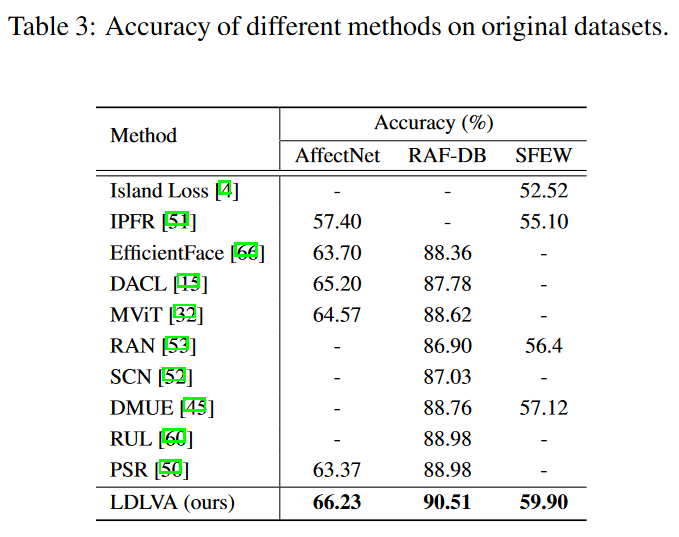 Table 3: Accuracy of different methods on original datasets.
Method Accuracy (%)
AffectNet RAF-DB SFEW
Island Loss [4] - - 52.52
IPFR [51] 57.40 - 55.10
EfficientFace [66] 63.70 88.36 -
DACL [15] 65.20 87.78 -
MViT [32] 64.57 88.62 -
RAN [53] - 86.90 56.4
SCN [52] - 87.03 -
DMUE [45] - 88.76 57.12
RUL [60] - 88.98 -
PSR [50] 63.37 88.98 -
LDLVA (ours) 66.23 90.51 59.90